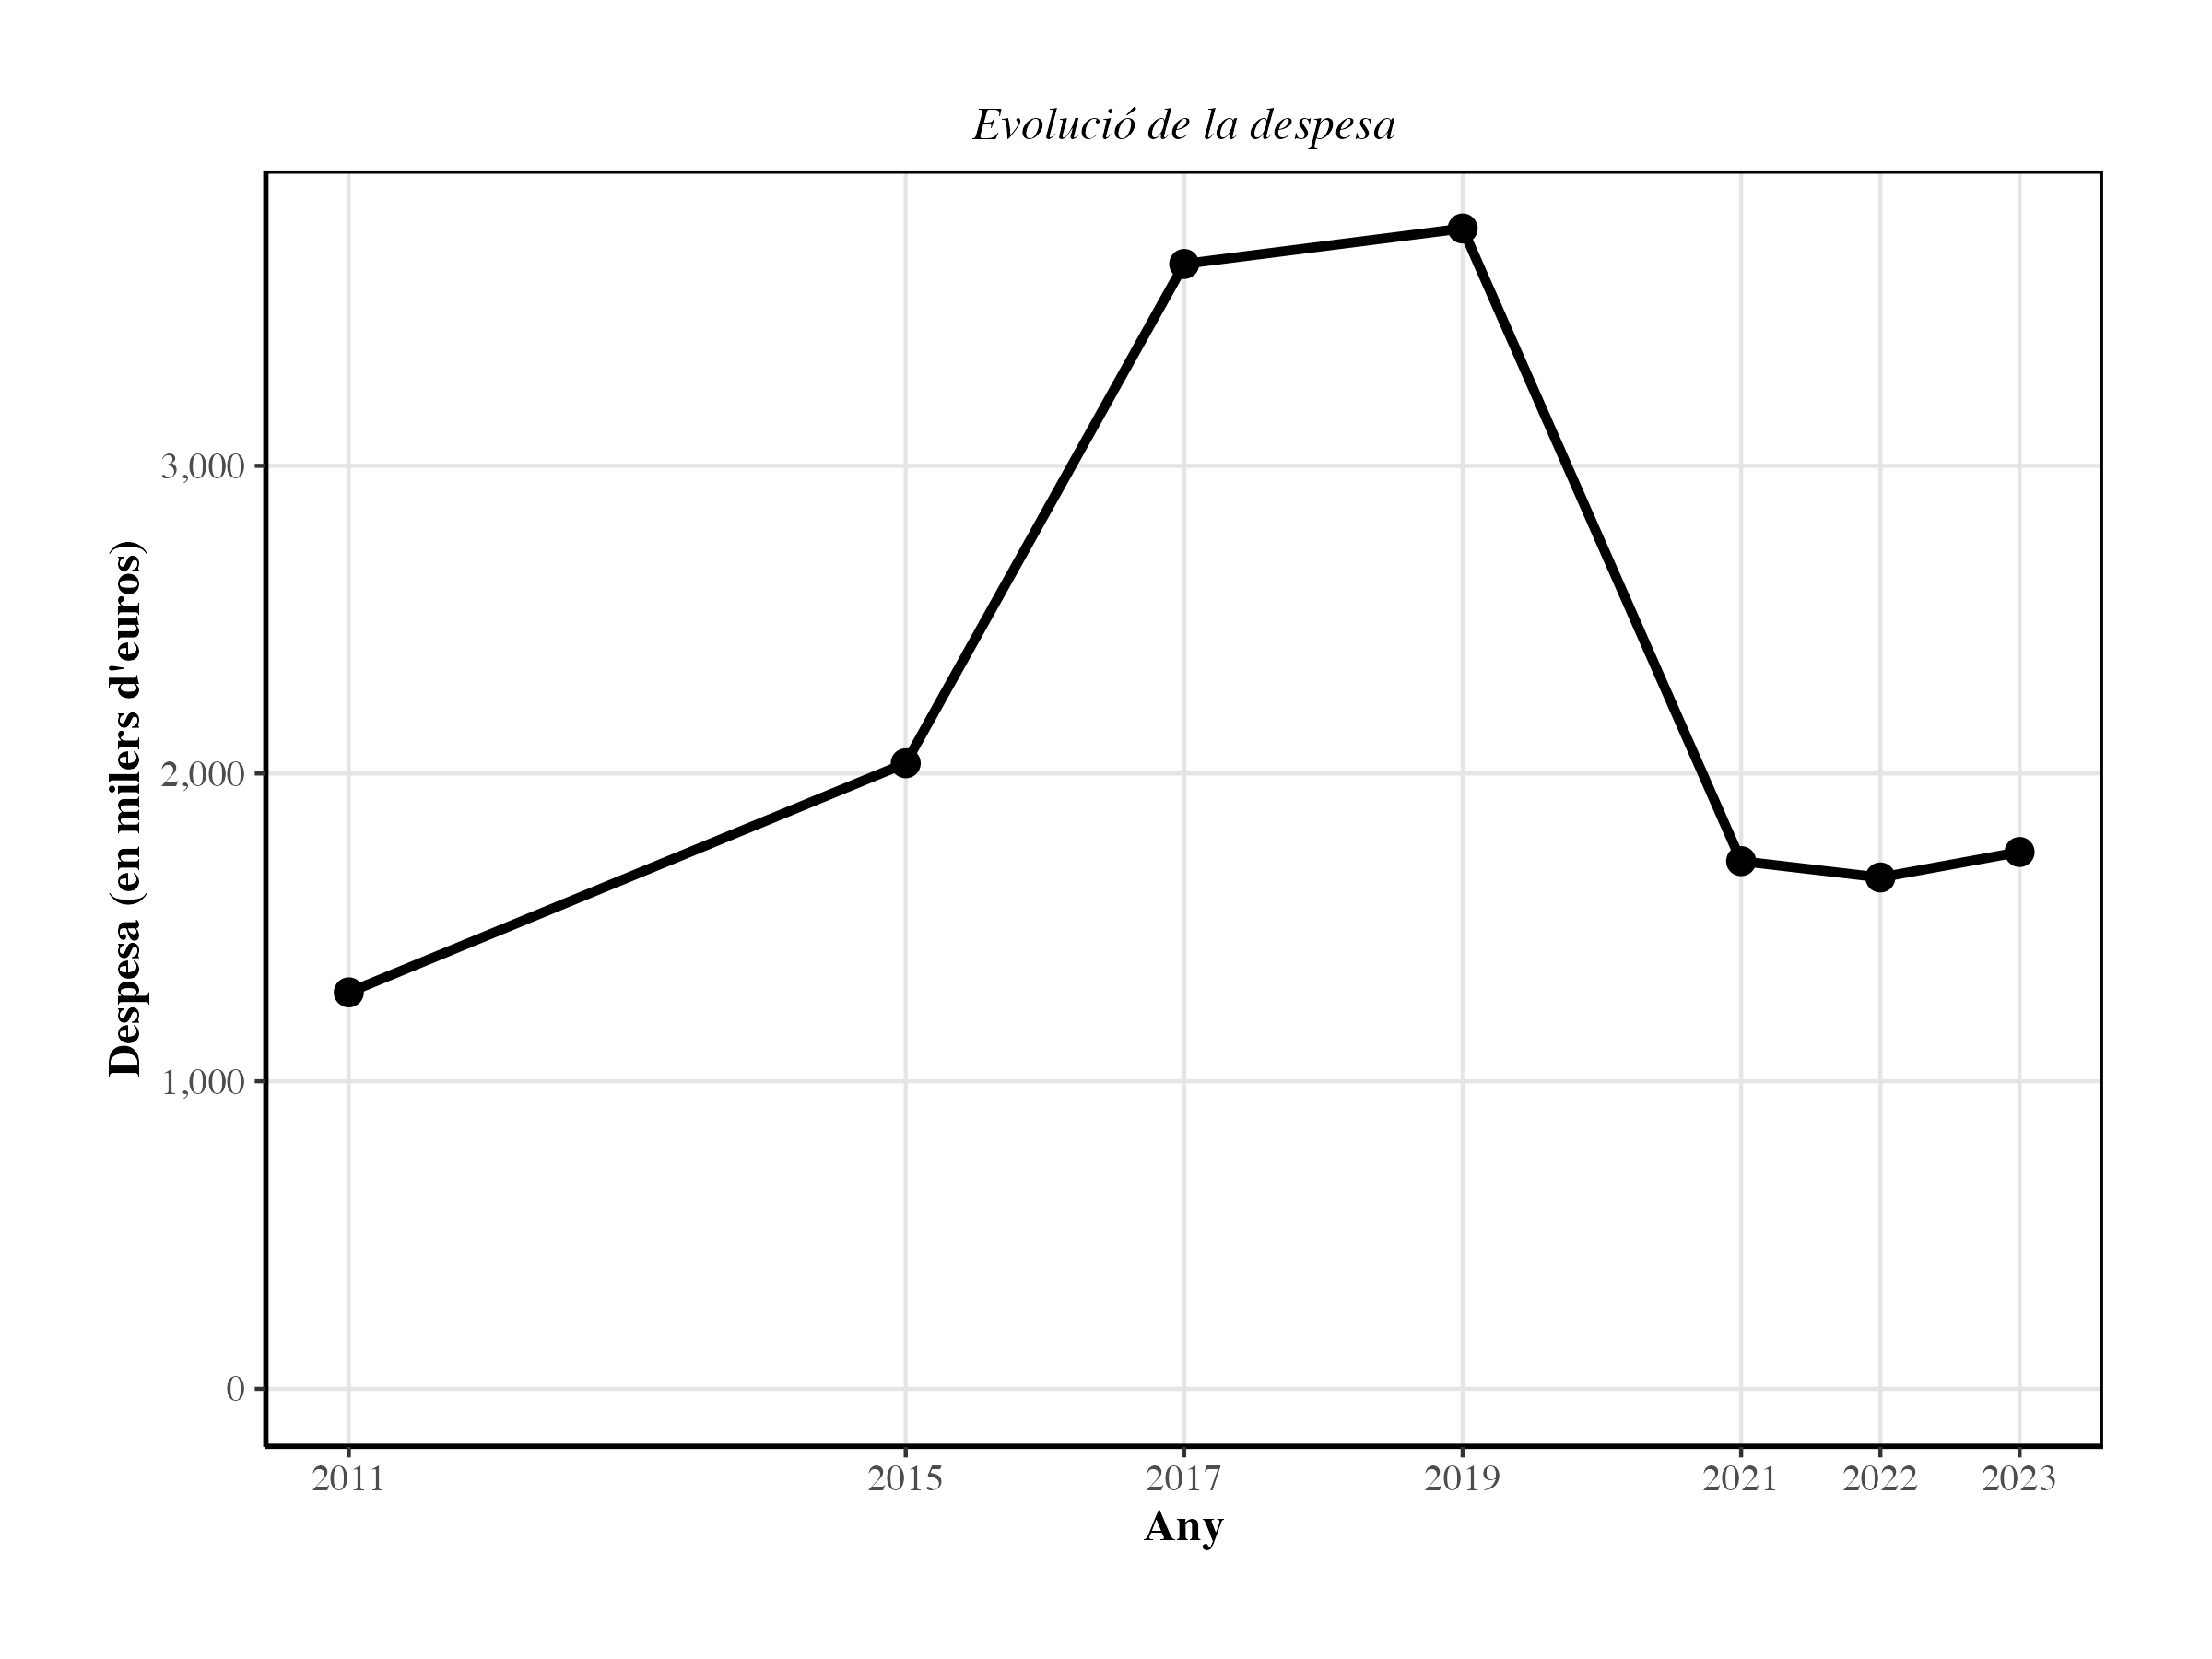 Evolució de la despesa
Despesa (en milers d'euros)
3,000
2,000
1,000
0
2011 2015 2017 2019 2021 2022 2023
Any